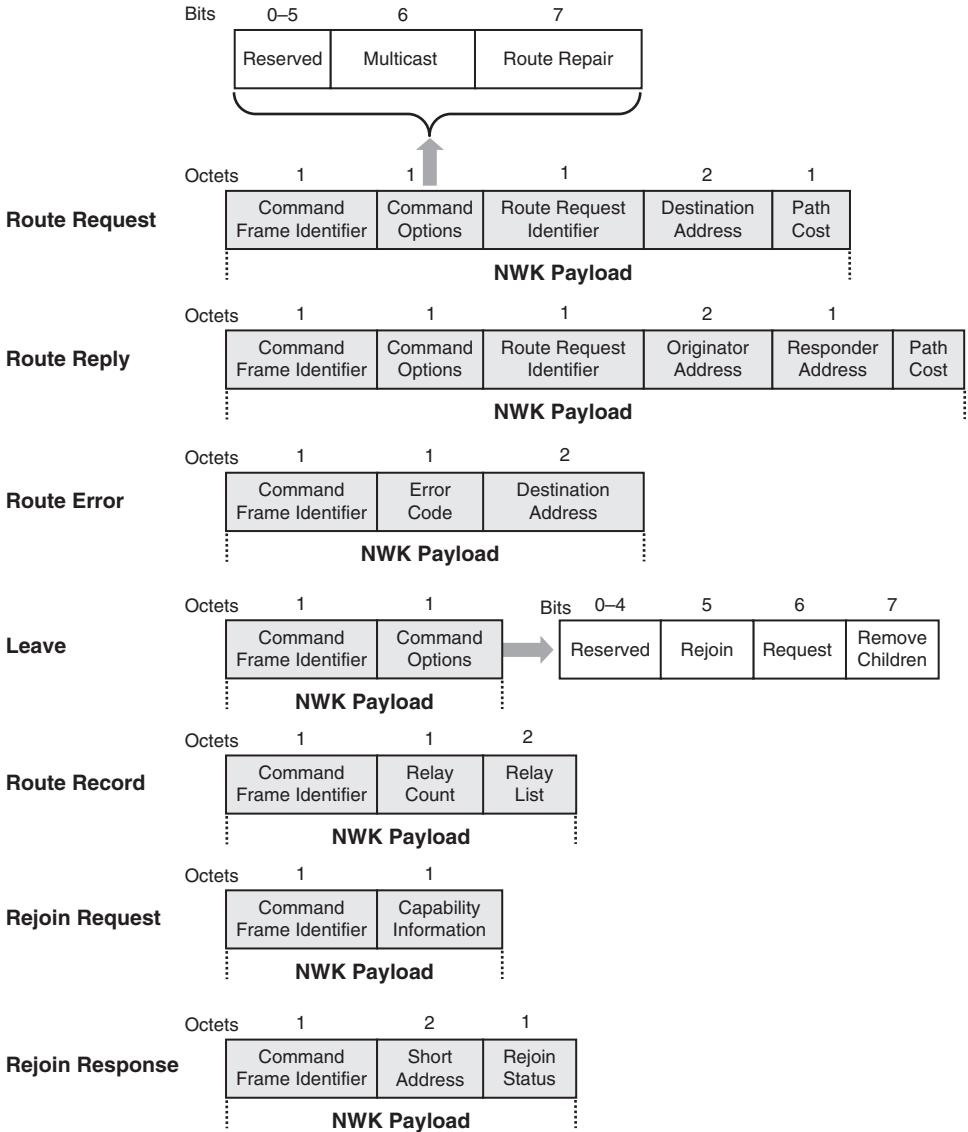 Bits 0–5 6 7
Reserved Multicast Route Repair
Octets 1 1 1 2 1
Route Request
Command Frame Identifier
Command Options
Route Request Identifier
Destination Address
Path Cost
NWK Payload
Octets 1 1 1 2 1
Route Reply
Command Frame Identifier
Command Options
Route Request Identifier
Originator Address
Responder Address
Path Cost
NWK Payload
Octets 1 1 2
Route Error
Command Frame Identifier
Error Code
Destination Address
NWK Payload
Octets 1 1
Leave
Command Frame Identifier
Command Options
NWK Payload
Bits 0–4 5 6 7
Reserved Rejoin Request Remove Children
Octets 1 1 2
Route Record
Command Frame Identifier
Relay Count
Relay List
NWK Payload
Octets 1 1
Rejoin Request
Command Frame Identifier
Capability Information
NWK Payload
Octets 1 2 1
Rejoin Response
Command Frame Identifier
Short Address
Rejoin Status
NWK Payload